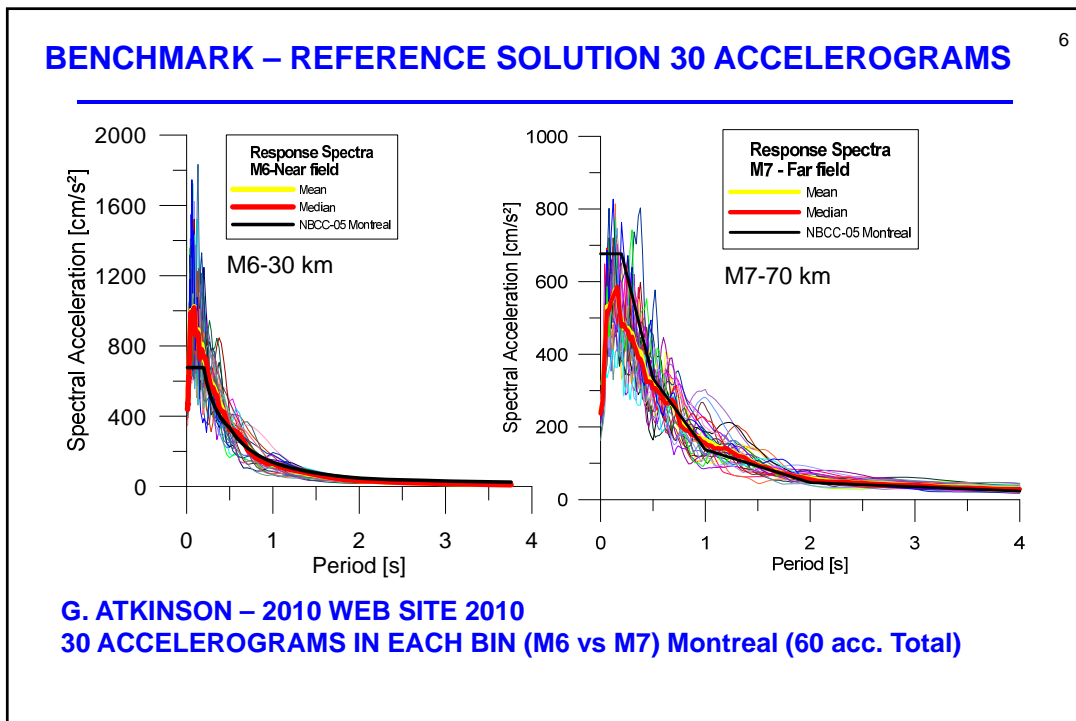 6
BENCHMARK – REFERENCE SOLUTION 30 ACCELEROGRAMS
2000
1600
1200
800
400
0
Spectral Acceleration [cm/s²]
Response Spectra
M6-Near field
Mean
Median
NBCC-05 Montreal
M6-30 km
0 1 2 3 4
Period [s]
1000
800
600
400
200
0
Spectral Acceleration [cm/s²]
Response Spectra
M7 - Far field
Mean
Median
NBCC-05 Montreal
M7-70 km
0 1 2 3 4
Period [s]
G. ATKINSON – 2010 WEB SITE 2010
30 ACCELEROGRAMS IN EACH BIN (M6 vs M7) Montreal (60 acc. Total)